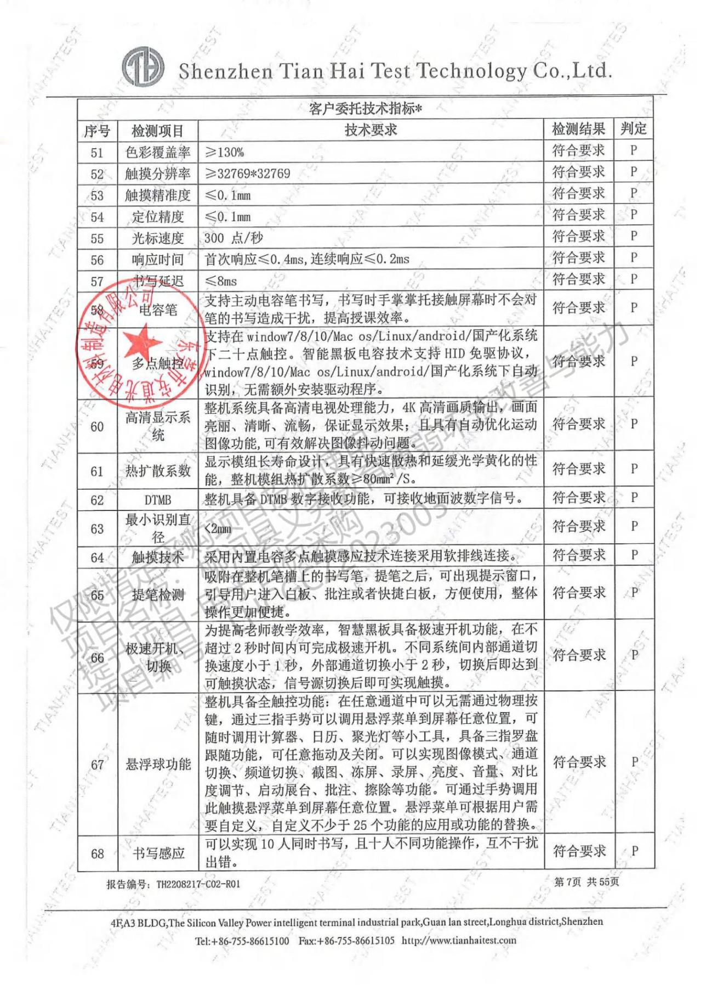 Shenzhen Tian Hai Test Technology Co.,Ltd.
客户委托技术指标*
序号 检测项目 技术要求 检测结果 判定
51 色彩覆盖率 ≥130% 符合要求 P
52 触摸分辨率 ≥32769*32769 符合要求 P
53 触摸精准度 ≤0.1mm 符合要求 P
54 定位精度 ≤0.1mm 符合要求 P
55 光标速度 300 点/秒 符合要求 P
56 响应时间 首次响应≤0.4ms,连续响应≤0.2ms 符合要求 P
57 书写延迟 ≤8ms 符合要求 P
58 电容笔 支持主动电容笔书写，书写时手掌掌托接触屏幕时不会对
笔的书写造成干扰，提高授课效率。 符合要求 P
59 多点触控 支持在 window7/8/10/Mac os/Linux/android/国产化系统
下二十点触控。智能黑板电容技术支持 HID 免驱协议，
window7/8/10/Mac os/Linux/android/国产化系统下自动
识别，无需额外安装驱动程序。 符合要求 P
60 高清显示系
统 整机系统具备高清电视处理能力，4K 高清画质输出，画面
亮丽、清晰、流畅，保证显示效果；且具有自动优化运动
图像功能,可有效解决图像抖动问题。 符合要求 P
61 热扩散系数 显示模组长寿命设计，具有快速散热和延缓光学黄化的性
能，整机模组热扩散系数≥80mm²/S。 符合要求 P
62 DTMB 整机具备 DTMB 数字接收功能，可接收地面波数字信号。 符合要求 P
63 最小识别直
径 <2mm 符合要求 P
64 触摸技术 采用内置电容多点触摸感应技术连接采用软排线连接。 符合要求 P
65 提笔检测 吸附在整机笔槽上的书写笔，提笔之后，可出现提示窗口，
引导用户进入白板、批注或者快捷白板，方便使用，整体
操作更加便捷。 符合要求 P
66 极速开机、
切换 为提高老师教学效率，智慧黑板具备极速开机功能，在不
超过 2 秒时间内可完成极速开机。不同系统间内部通道切
换速度小于 1 秒，外部通道切换小于 2 秒，切换后即达到
可触摸状态，信号源切换后即可实现触摸。 符合要求 P
67 悬浮球功能 整机具备全触控功能：在任意通道中可以无需通过物理按
键，通过三指手势可以调用悬浮菜单到屏幕任意位置，可
随时调用计算器、日历、聚光灯等小工具，具备三指罗盘
跟随功能，可任意拖动及关闭。可以实现图像模式、通道
切换、频道切换、截图、冻屏、录屏、亮度、音量、对比
度调节、启动展台、批注、擦除等功能。可通过手势调用
此触摸悬浮菜单到屏幕任意位置。悬浮菜单可根据用户需
要自定义，自定义不少于 25 个功能的应用或功能的替换。 符合要求 P
68 书写感应 可以实现 10 人同时书写，且十人不同功能操作，互不干扰
出错。 符合要求 P
东莞市安道光电材料制造有限公司
报告编号：TH2208217-C02-R01 第 7页 共 55页
4F,A3 BLDG,The Silicon Valley Power intelligent terminal industrial park,Guan lan street,Longhua district,Shenzhen
Tel:+86-755-86615100 Fax:+86-755-86615105 http://www.tianhaitest.com